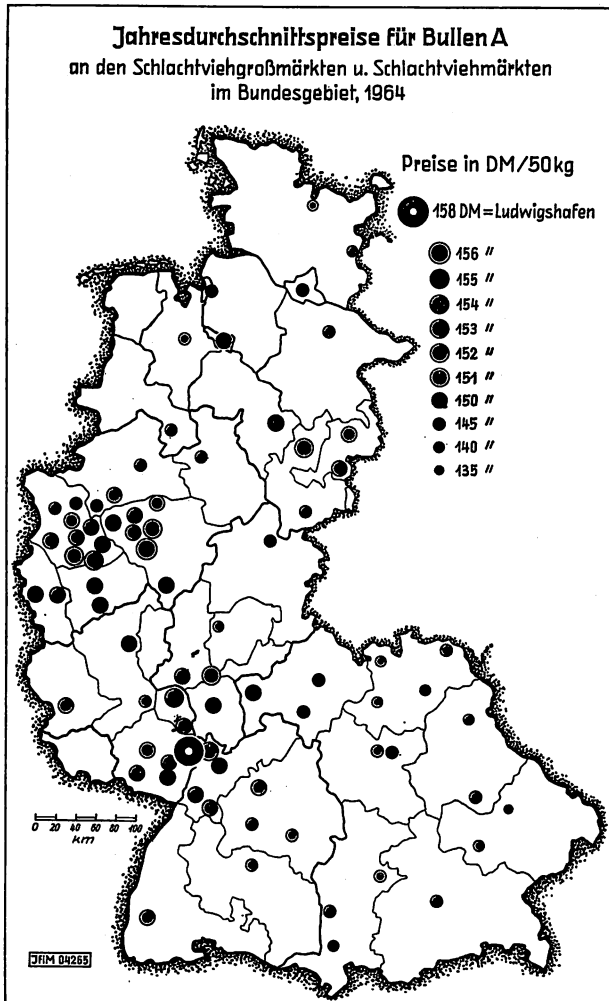 Jahresdurchschnittspreise für Bullen A
an den Schlachtviehgroßmärkten u. Schlachtviehmärkten
im Bundesgebiet, 1964
Preise in DM/50kg
158 DM = Ludwigshafen
156 "
155 "
154 "
153 "
152 "
151 "
150 "
145 "
140 "
135 "
0 20 40 60 80 100
km
JFIM 04265